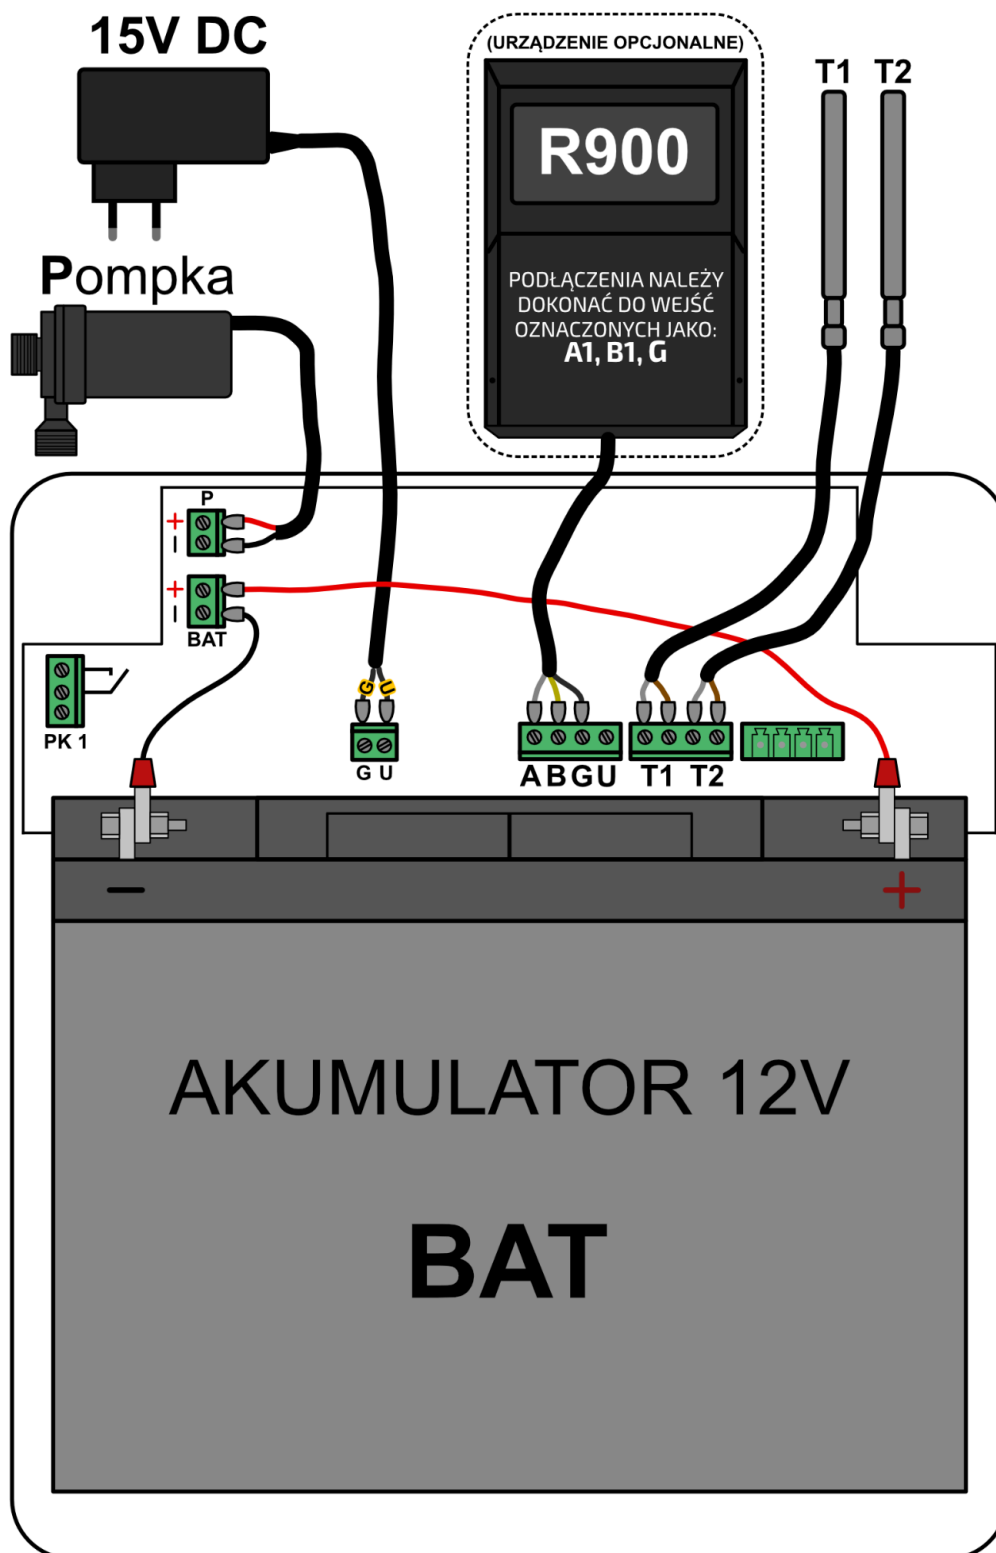 15V DC
(URZĄDZENIE OPCJONALNE)
T1 T2
R900
Pompka
PODŁĄCZENIA NALEŻY
DOKONAĆ DO WEJŚĆ
OZNACZONYCH JAKO:
A1, B1, G
P
+
–
+
–
BAT
G U
PK 1
G U
A B G U
T1 T2
– +
AKUMULATOR 12V
BAT